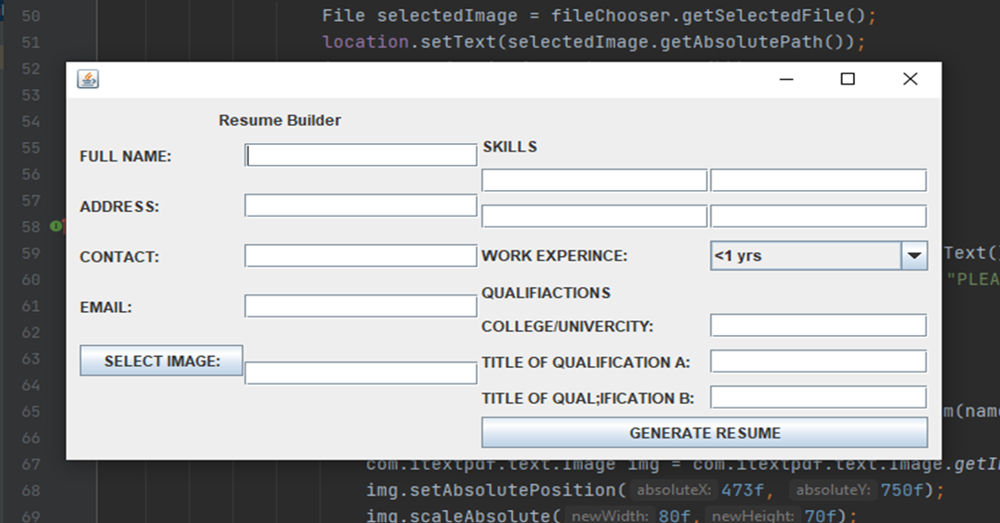 50 File selectedImage = fileChooser.getSelectedFile();
51 location.setText(selectedImage.getAbsolutePath());
52
53
54 Resume Builder
55 FULL NAME: SKILLS
56
57 ADDRESS:
58
59 CONTACT: WORK EXPERINCE: <1 yrs Text()
60 QUALIFIACTIONS "PLEA
61 EMAIL: COLLEGE/UNIVERCITY:
62
63 SELECT IMAGE: TITLE OF QUALIFICATION A:
64 TITLE OF QUAL;IFICATION B:
65 m(name
66 GENERATE RESUME
67 com.itextpdf.text.Image img = com.itextpdf.text.Image.getIn
68 img.setAbsolutePosition( absoluteX: 473f, absoluteY: 750f);
69 img.scaleAbsolute( newWidth: 80f, newHeight: 70f);